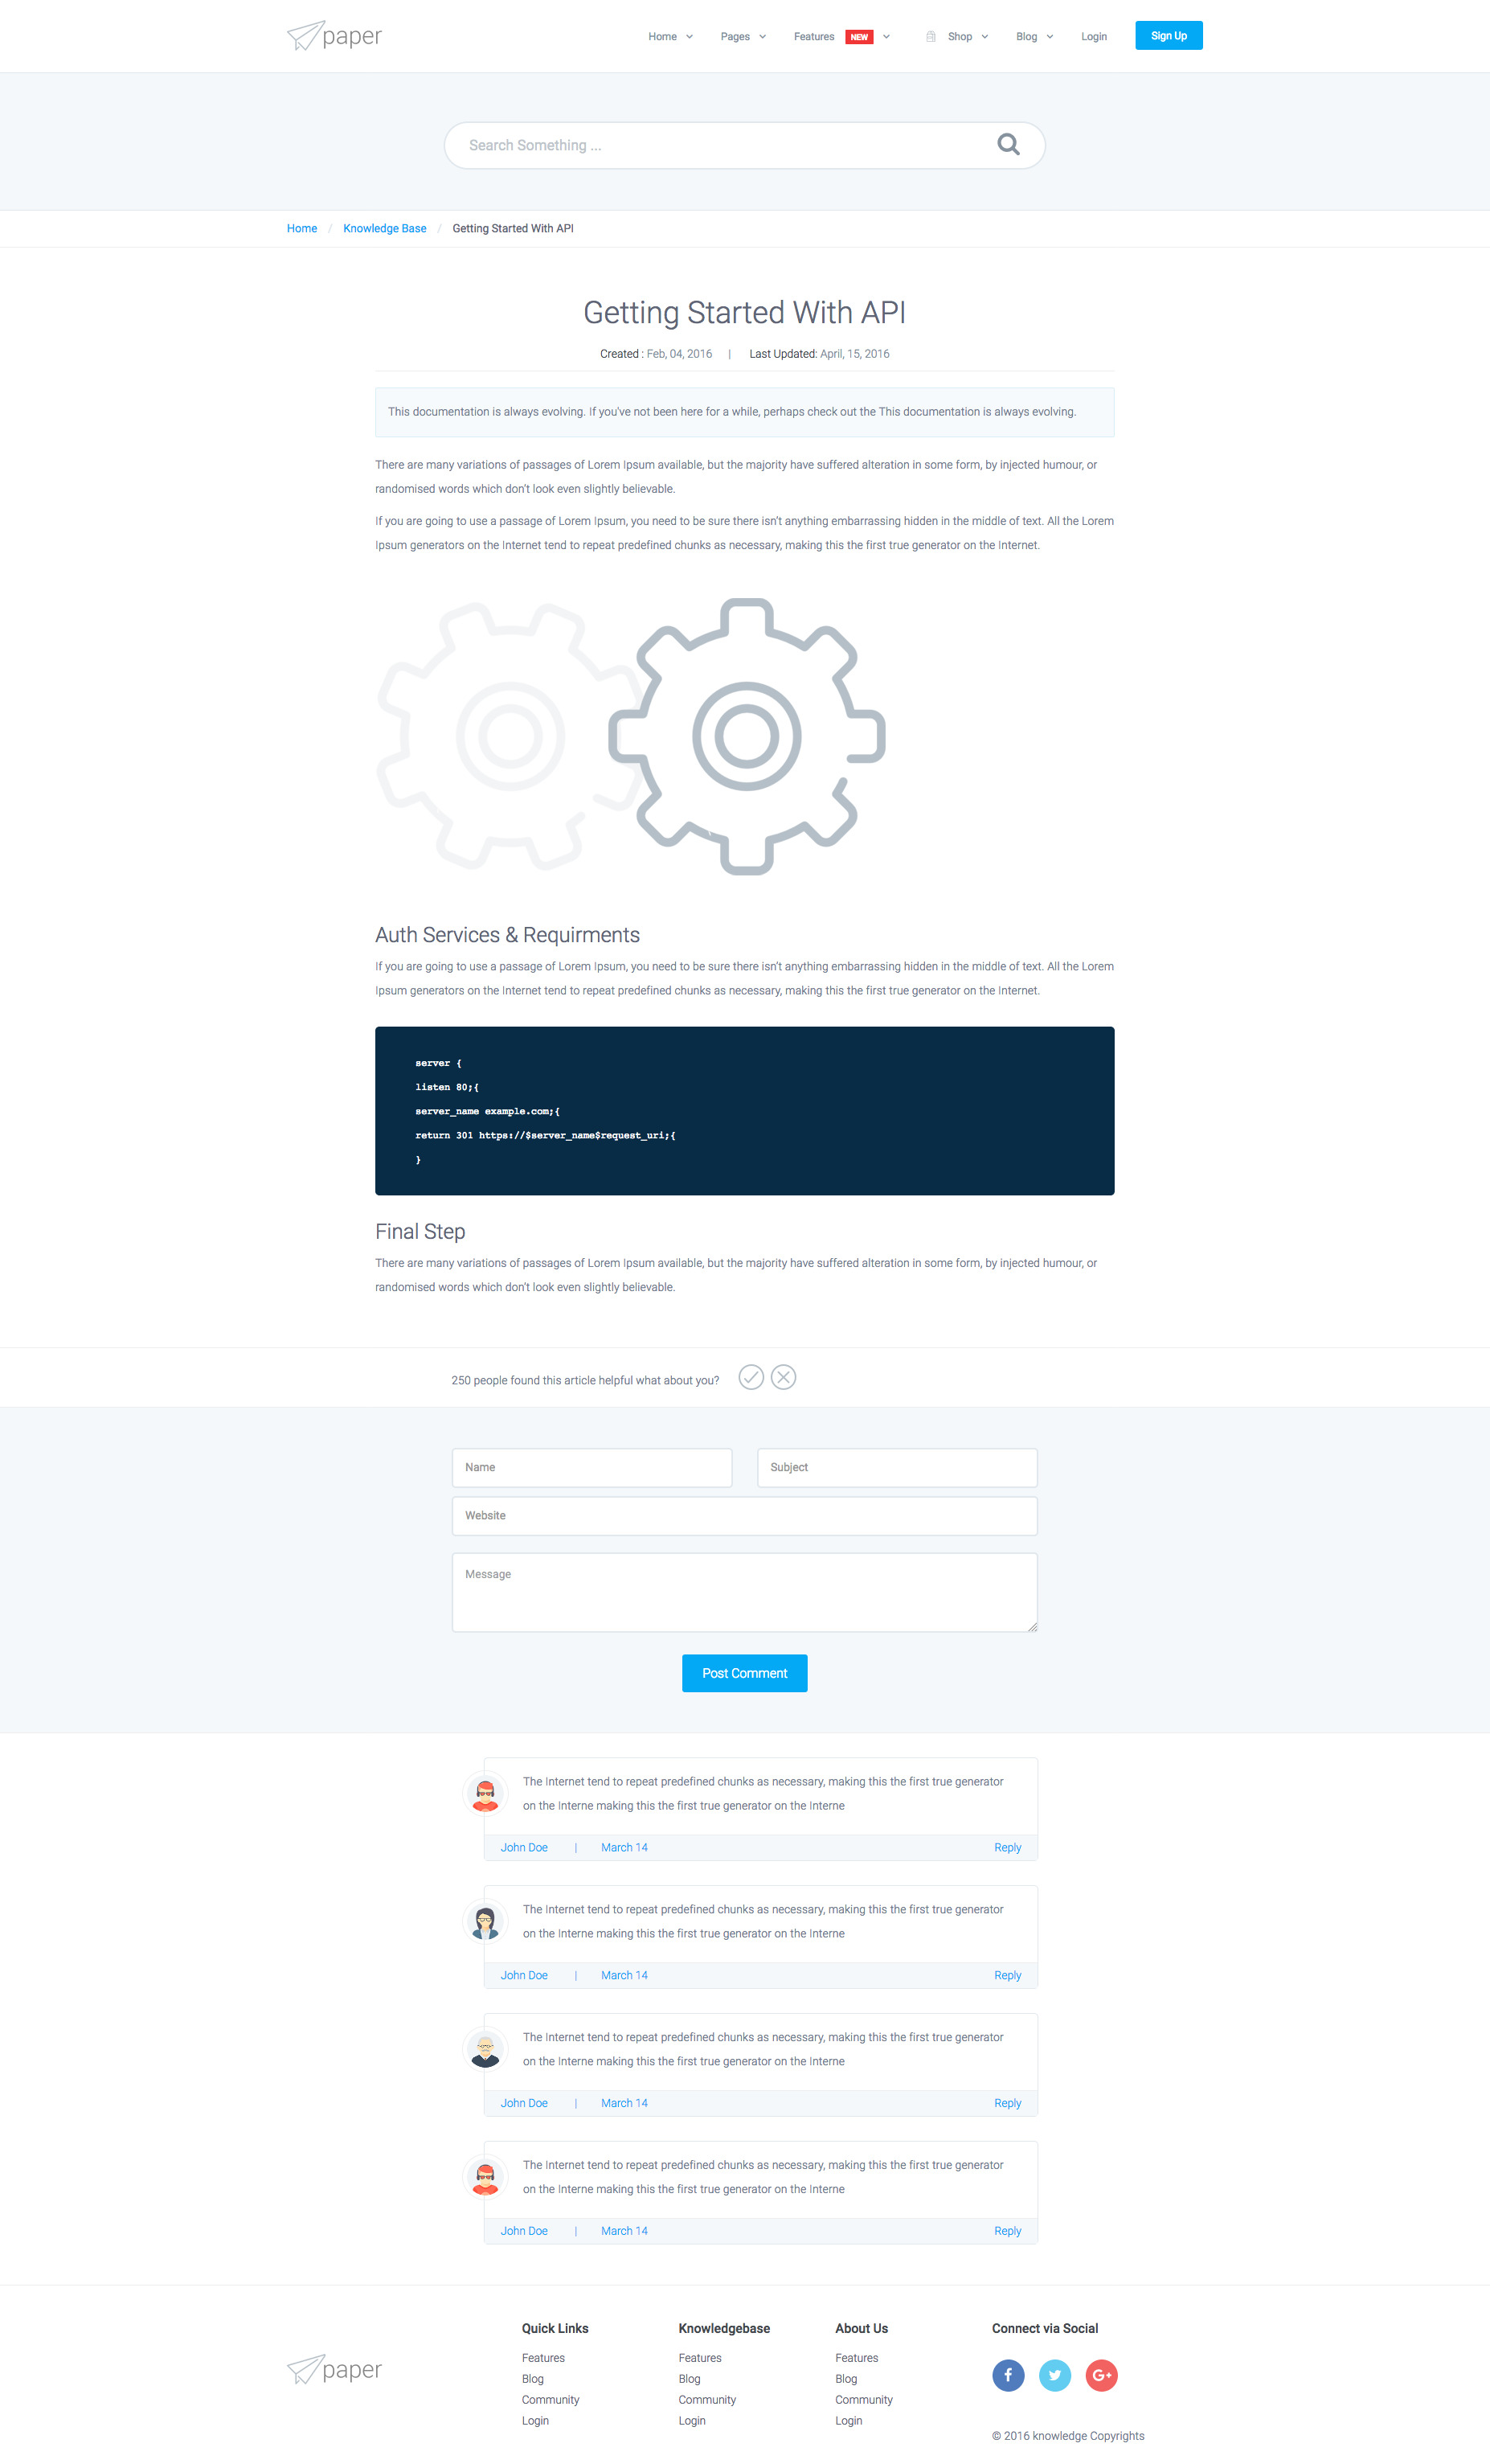 paper
Home Pages Features NEW Shop Blog Login Sign Up
Search Something ...
Home / Knowledge Base / Getting Started With API
Getting Started With API
Created : Feb, 04, 2016 | Last Updated: April, 15, 2016
This documentation is always evolving. If you've not been here for a while, perhaps check out the This documentation is always evolving.
There are many variations of passages of Lorem Ipsum available, but the majority have suffered alteration in some form, by injected humour, or
randomised words which don't look even slightly believable.
If you are going to use a passage of Lorem Ipsum, you need to be sure there isn't anything embarrassing hidden in the middle of text. All the Lorem
Ipsum generators on the Internet tend to repeat predefined chunks as necessary, making this the first true generator on the Internet.
Auth Services & Requirments
If you are going to use a passage of Lorem Ipsum, you need to be sure there isn't anything embarrassing hidden in the middle of text. All the Lorem
Ipsum generators on the Internet tend to repeat predefined chunks as necessary, making this the first true generator on the Internet.
server {
listen 80;{
server_name example.com;{
return 301 https://$server_name$request_uri;{
}
Final Step
There are many variations of passages of Lorem Ipsum available, but the majority have suffered alteration in some form, by injected humour, or
randomised words which don't look even slightly believable.
250 people found this article helpful what about you?
Name Subject
Website
Message
Post Comment
The Internet tend to repeat predefined chunks as necessary, making this the first true generator
on the Interne making this the first true generator on the Interne
John Doe | March 14 Reply
The Internet tend to repeat predefined chunks as necessary, making this the first true generator
on the Interne making this the first true generator on the Interne
John Doe | March 14 Reply
The Internet tend to repeat predefined chunks as necessary, making this the first true generator
on the Interne making this the first true generator on the Interne
John Doe | March 14 Reply
The Internet tend to repeat predefined chunks as necessary, making this the first true generator
on the Interne making this the first true generator on the Interne
John Doe | March 14 Reply
paper
Quick Links
Features
Blog
Community
Login
Knowledgebase
Features
Blog
Community
Login
About Us
Features
Blog
Community
Login
Connect via Social
f G+
© 2016 knowledge Copyrights